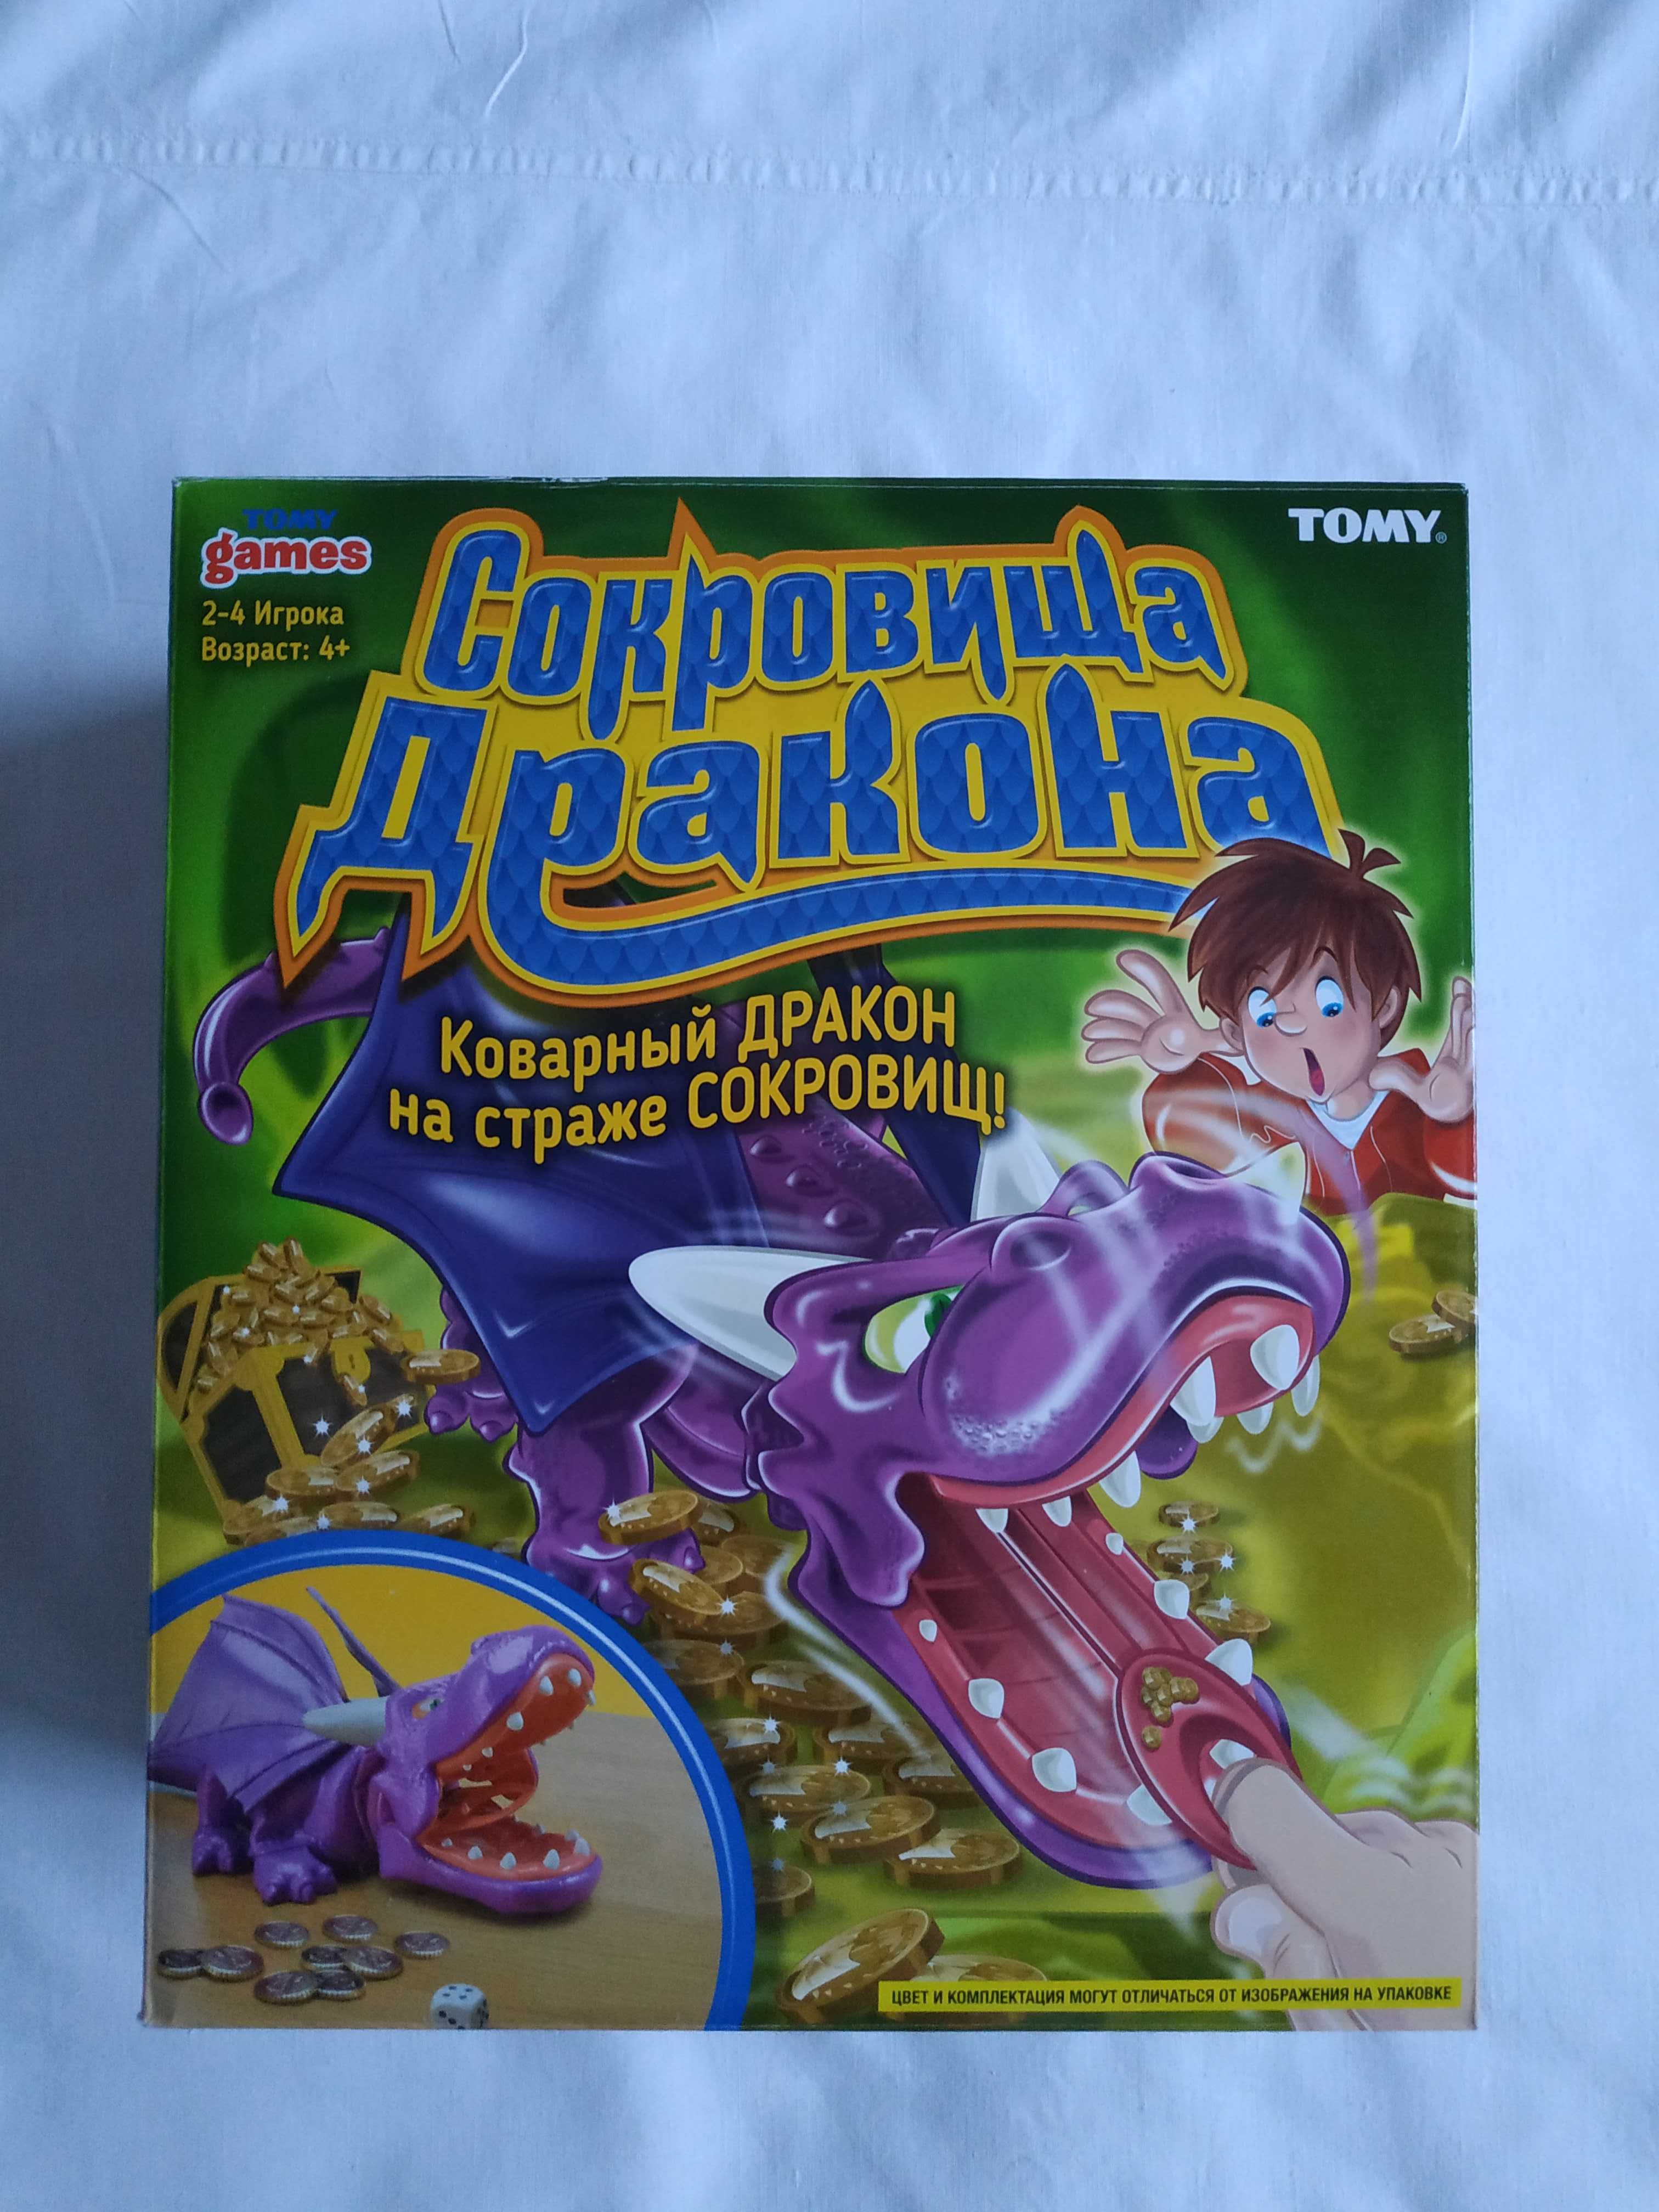 TOMY
games
2-4 Игрока
Возраст: 4+
TOMY®
Сокровища
Дракона
Коварный ДРАКОН
на страже СОКРОВИЩ!
ЦВЕТ И КОМПЛЕКТАЦИЯ МОГУТ ОТЛИЧАТЬСЯ ОТ ИЗОБРАЖЕНИЯ НА УПАКОВКЕ